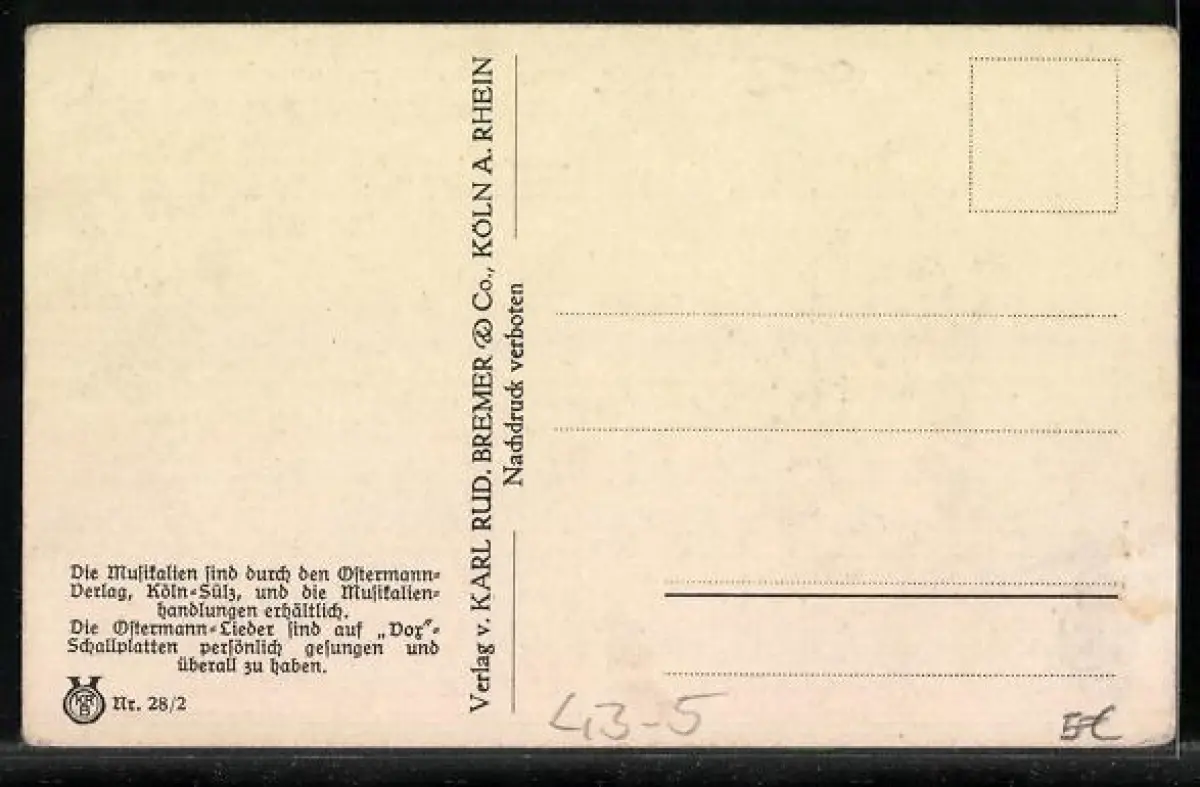 Die Musikalien sind durch den Ostermann-
Verlag, Köln-Sülz, und die Musikalien-
handlungen erhältlich.
Die Ostermann-Lieder sind auf „Vox"-
Schallplatten persönlich gesungen und
überall zu haben.
Nr. 28/2
Verlag v. KARL RUD. BREMER & Co., KÖLN A. RHEIN
Nachdruck verboten
43-5
5€